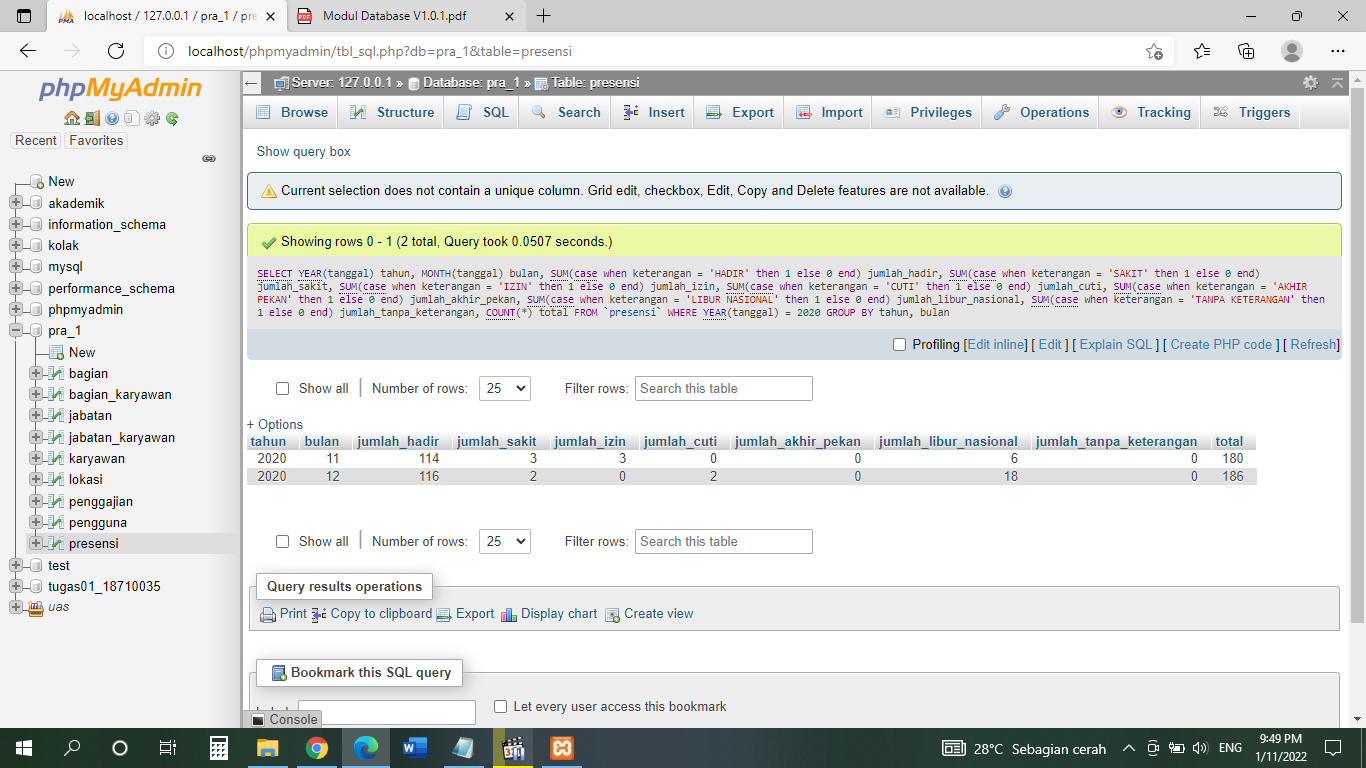 localhost / 127.0.0.1 / pra_1 / pre
Modul Database V1.0.1.pdf
localhost/phpmyadmin/tbl_sql.php?db=pra_1&table=presensi
phpMyAdmin
Recent Favorites
New
akademik
information_schema
kolak
mysql
performance_schema
phpmyadmin
pra_1
New
bagian
bagian_karyawan
jabatan
jabatan_karyawan
karyawan
lokasi
penggajian
pengguna
presensi
test
tugas01_18710035
uas
Server: 127.0.0.1 » Database: pra_1 » Table: presensi
Browse Structure SQL Search Insert Export Import Privileges Operations Tracking Triggers
Show query box
Current selection does not contain a unique column. Grid edit, checkbox, Edit, Copy and Delete features are not available.
Showing rows 0 - 1 (2 total, Query took 0.0507 seconds.)
SELECT YEAR(tanggal) tahun, MONTH(tanggal) bulan, SUM(case when keterangan = 'HADIR' then 1 else 0 end) jumlah_hadir, SUM(case when keterangan = 'SAKIT' then 1 else 0 end)
jumlah_sakit, SUM(case when keterangan = 'IZIN' then 1 else 0 end) jumlah_izin, SUM(case when keterangan = 'CUTI' then 1 else 0 end) jumlah_cuti, SUM(case when keterangan = 'AKHIR
PEKAN' then 1 else 0 end) jumlah_akhir_pekan, SUM(case when keterangan = 'LIBUR NASIONAL' then 1 else 0 end) jumlah_libur_nasional, SUM(case when keterangan = 'TANPA KETERANGAN' then
1 else 0 end) jumlah_tanpa_keterangan, COUNT(*) total FROM `presensi` WHERE YEAR(tanggal) = 2020 GROUP BY tahun, bulan
Profiling [Edit inline] [ Edit ] [ Explain SQL ] [ Create PHP code ] [ Refresh]
Show all Number of rows: 25 Filter rows: Search this table
+ Options
tahun bulan jumlah_hadir jumlah_sakit jumlah_izin jumlah_cuti jumlah_akhir_pekan jumlah_libur_nasional jumlah_tanpa_keterangan total
2020 11 114 3 3 0 0 6 0 180
2020 12 116 2 0 2 0 18 0 186
Show all Number of rows: 25 Filter rows: Search this table
Query results operations
Print Copy to clipboard Export Display chart Create view
Bookmark this SQL query
Let every user access this bookmark
Console
28°C Sebagian cerah ENG 9:49 PM
1/11/2022